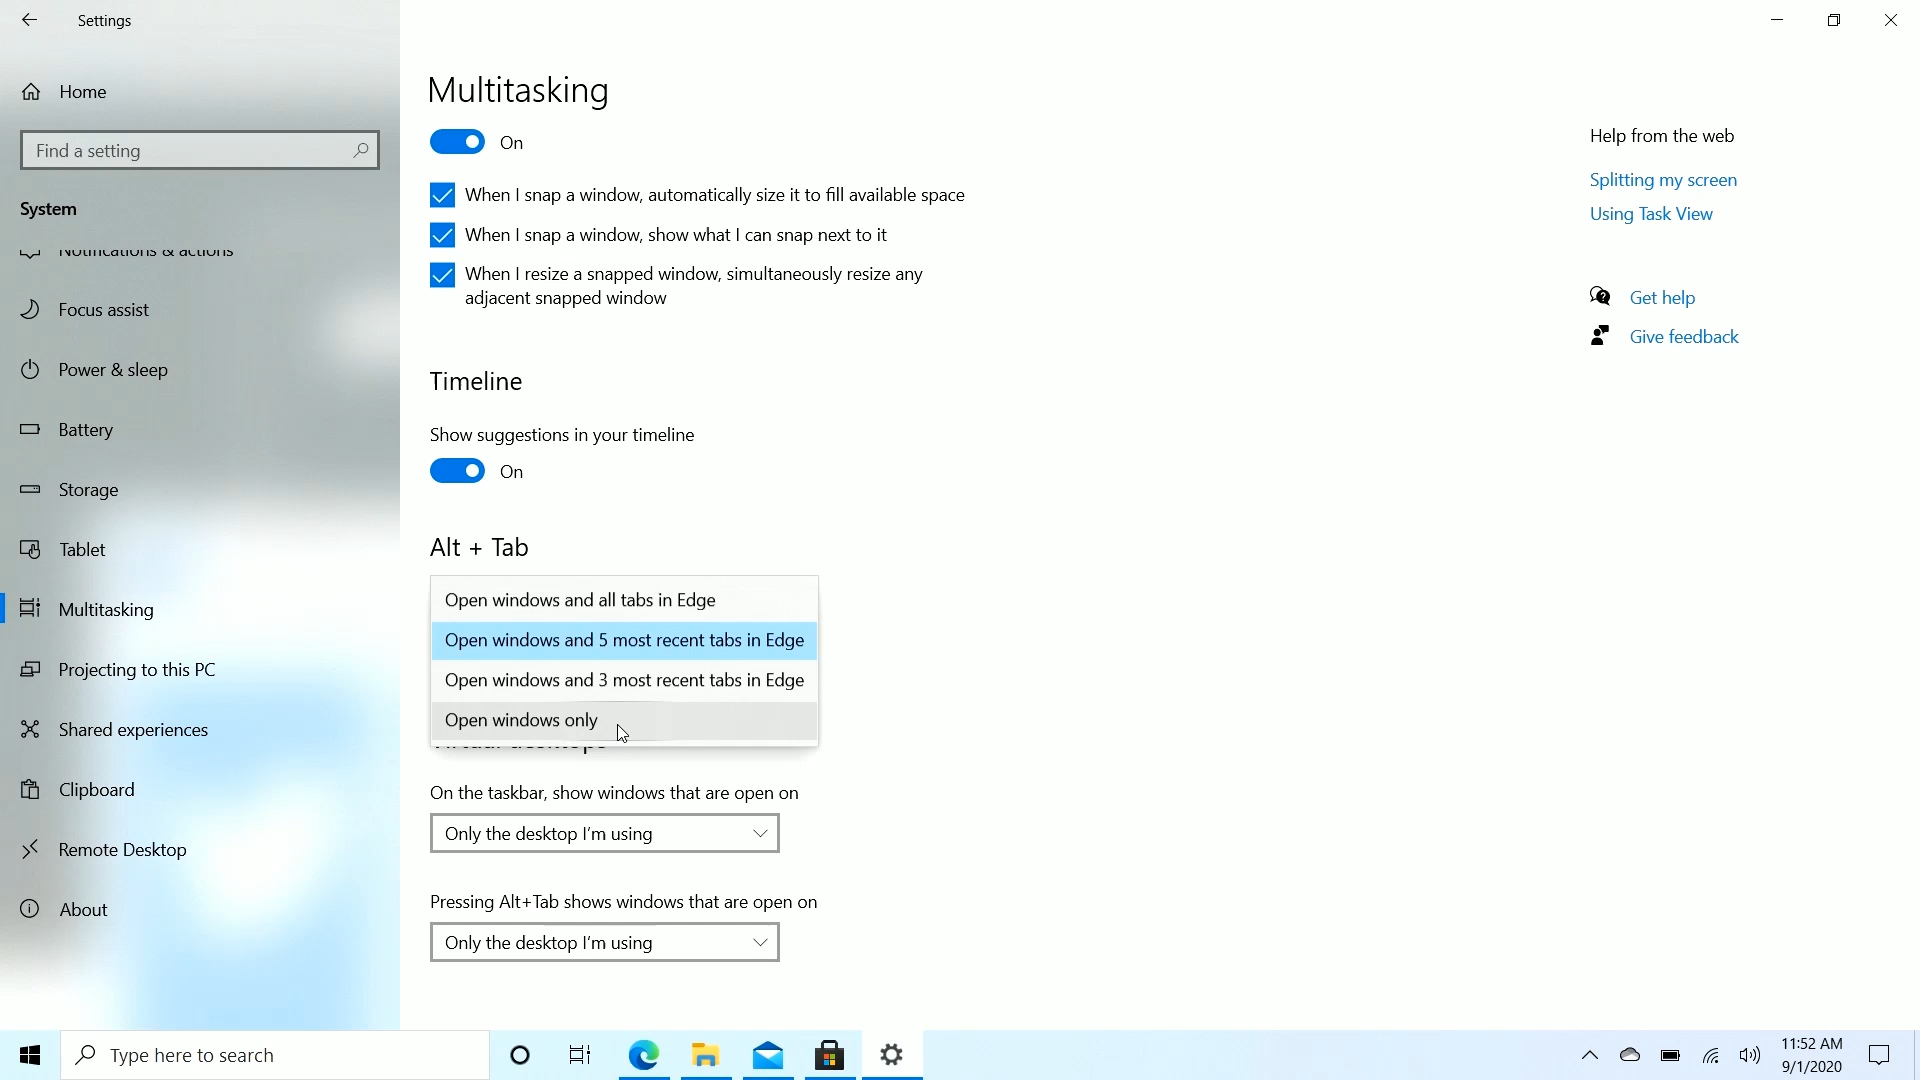 Settings
Home
Find a setting
System
Notifications & actions
Focus assist
Power & sleep
Battery
Storage
Tablet
Multitasking
Projecting to this PC
Shared experiences
Clipboard
Remote Desktop
About
Multitasking
On
When I snap a window, automatically size it to fill available space
When I snap a window, show what I can snap next to it
When I resize a snapped window, simultaneously resize any
adjacent snapped window
Timeline
Show suggestions in your timeline
On
Alt + Tab
Open windows and all tabs in Edge
Open windows and 5 most recent tabs in Edge
Open windows and 3 most recent tabs in Edge
Open windows only
Virtual desktops
On the taskbar, show windows that are open on
Only the desktop I'm using
Pressing Alt+Tab shows windows that are open on
Only the desktop I'm using
Help from the web
Splitting my screen
Using Task View
Get help
Give feedback
Type here to search
11:52 AM
9/1/2020